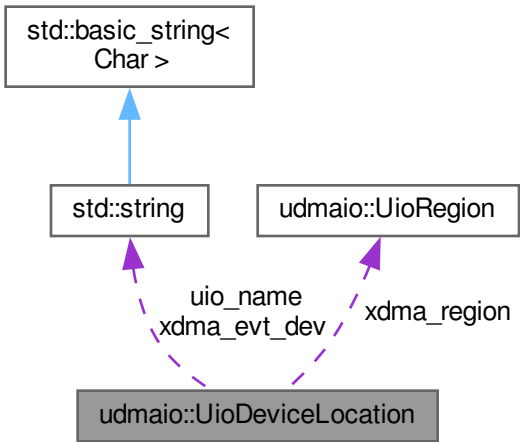 std::basic_string<
Char >
std::string
udmaio::UioRegion
uio_name
xdma_evt_dev
xdma_region
udmaio::UioDeviceLocation